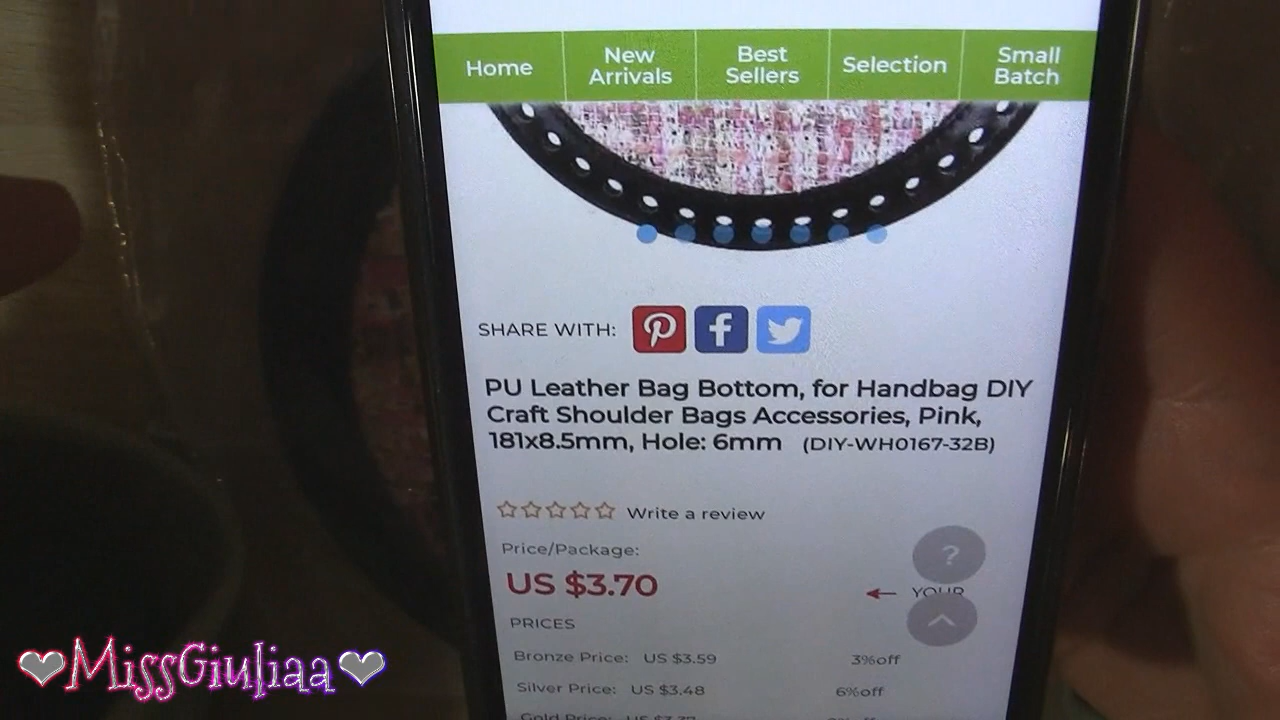 Home
New Arrivals
Best Sellers
Selection
Small Batch
SHARE WITH:
PU Leather Bag Bottom, for Handbag DIY
Craft Shoulder Bags Accessories, Pink,
181x8.5mm, Hole: 6mm (DIY-WH0167-32B)
Write a review
Price/Package:
US $3.70
YOUR
PRICES
Bronze Price: US $3.59 3%off
Silver Price: US $3.48 6%off
Gold Price:
MissGiuliaa